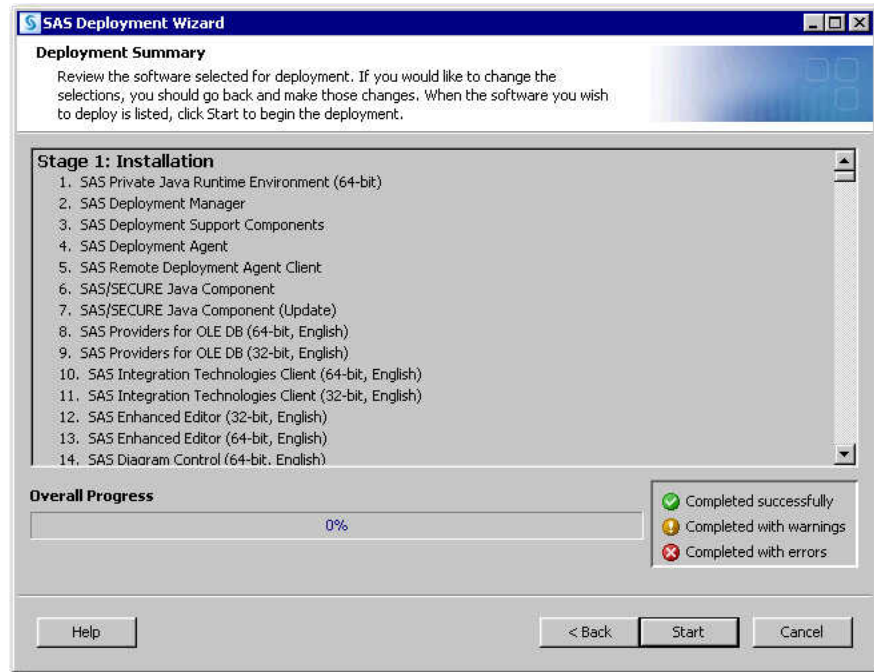 SAS Deployment Wizard
Deployment Summary
Review the software selected for deployment. If you would like to change the
selections, you should go back and make those changes. When the software you wish
to deploy is listed, click Start to begin the deployment.
Stage 1: Installation
1. SAS Private Java Runtime Environment (64-bit)
2. SAS Deployment Manager
3. SAS Deployment Support Components
4. SAS Deployment Agent
5. SAS Remote Deployment Agent Client
6. SAS/SECURE Java Component
7. SAS/SECURE Java Component (Update)
8. SAS Providers for OLE DB (64-bit, English)
9. SAS Providers for OLE DB (32-bit, English)
10. SAS Integration Technologies Client (64-bit, English)
11. SAS Integration Technologies Client (32-bit, English)
12. SAS Enhanced Editor (32-bit, English)
13. SAS Enhanced Editor (64-bit, English)
14. SAS Diagram Control (64-bit, English)
Overall Progress
0%
Completed successfully
Completed with warnings
Completed with errors
Help
< Back
Start
Cancel